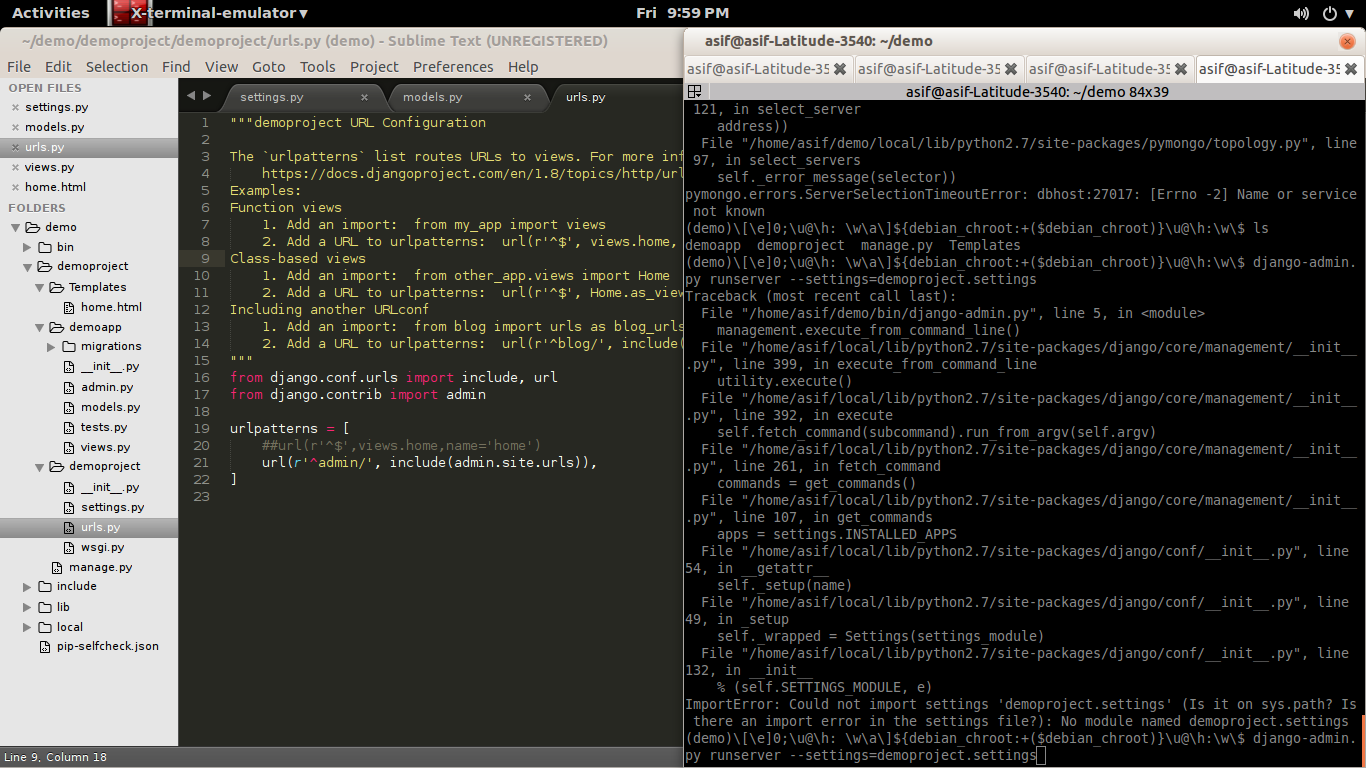 Activities X-terminal-emulator ▾ Fri 9:59 PM
~/demo/demoproject/demoproject/urls.py (demo) - Sublime Text (UNREGISTERED)
File Edit Selection Find View Goto Tools Project Preferences Help
OPEN FILES
settings.py
models.py
urls.py
views.py
home.html
FOLDERS
demo
bin
demoproject
Templates
home.html
demoapp
migrations
__init__.py
admin.py
models.py
tests.py
views.py
demoproject
__init__.py
settings.py
urls.py
wsgi.py
manage.py
include
lib
local
pip-selfcheck.json
settings.py × models.py × urls.py
1 """demoproject URL Configuration
2
3 The `urlpatterns` list routes URLs to views. For more inf
4 https://docs.djangoproject.com/en/1.8/topics/http/url
5 Examples:
6 Function views
7 1. Add an import:  from my_app import views
8 2. Add a URL to urlpatterns:  url(r'^$', views.home,
9 Class-based views
10 1. Add an import:  from other_app.views import Home
11 2. Add a URL to urlpatterns:  url(r'^$', Home.as_view
12 Including another URLconf
13 1. Add an import:  from blog import urls as blog_urls
14 2. Add a URL to urlpatterns:  url(r'^blog/', include(
15 """
16 from django.conf.urls import include, url
17 from django.contrib import admin
18
19 urlpatterns = [
20 ##url(r'^$',views.home,name='home')
21 url(r'^admin/', include(admin.site.urls)),
22 ]
23
Line 9, Column 18
asif@asif-Latitude-3540: ~/demo
asif@asif-Latitude-35 asif@asif-Latitude-35 asif@asif-Latitude-35 asif@asif-Latitude-35
asif@asif-Latitude-3540: ~/demo 84x39
121, in select_server
address))
File "/home/asif/demo/local/lib/python2.7/site-packages/pymongo/topology.py", line
97, in select_servers
self._error_message(selector))
pymongo.errors.ServerSelectionTimeoutError: dbhost:27017: [Errno -2] Name or service
not known
(demo)\[\e]0;\u@\h: \w\a\]${debian_chroot:+($debian_chroot)}\u@\h:\w\$ ls
demoapp  demoproject  manage.py  Templates
(demo)\[\e]0;\u@\h: \w\a\]${debian_chroot:+($debian_chroot)}\u@\h:\w\$ django-admin.
py runserver --settings=demoproject.settings
Traceback (most recent call last):
File "/home/asif/demo/bin/django-admin.py", line 5, in <module>
management.execute_from_command_line()
File "/home/asif/local/lib/python2.7/site-packages/django/core/management/__init__
.py", line 399, in execute_from_command_line
utility.execute()
File "/home/asif/local/lib/python2.7/site-packages/django/core/management/__init__
.py", line 392, in execute
self.fetch_command(subcommand).run_from_argv(self.argv)
File "/home/asif/local/lib/python2.7/site-packages/django/core/management/__init__
.py", line 261, in fetch_command
commands = get_commands()
File "/home/asif/local/lib/python2.7/site-packages/django/core/management/__init__
.py", line 107, in get_commands
apps = settings.INSTALLED_APPS
File "/home/asif/local/lib/python2.7/site-packages/django/conf/__init__.py", line
54, in __getattr__
self._setup(name)
File "/home/asif/local/lib/python2.7/site-packages/django/conf/__init__.py", line
49, in _setup
self._wrapped = Settings(settings_module)
File "/home/asif/local/lib/python2.7/site-packages/django/conf/__init__.py", line
132, in __init__
% (self.SETTINGS_MODULE, e)
ImportError: Could not import settings 'demoproject.settings' (Is it on sys.path? Is
there an import error in the settings file?): No module named demoproject.settings
(demo)\[\e]0;\u@\h: \w\a\]${debian_chroot:+($debian_chroot)}\u@\h:\w\$ django-admin.
py runserver --settings=demoproject.settings